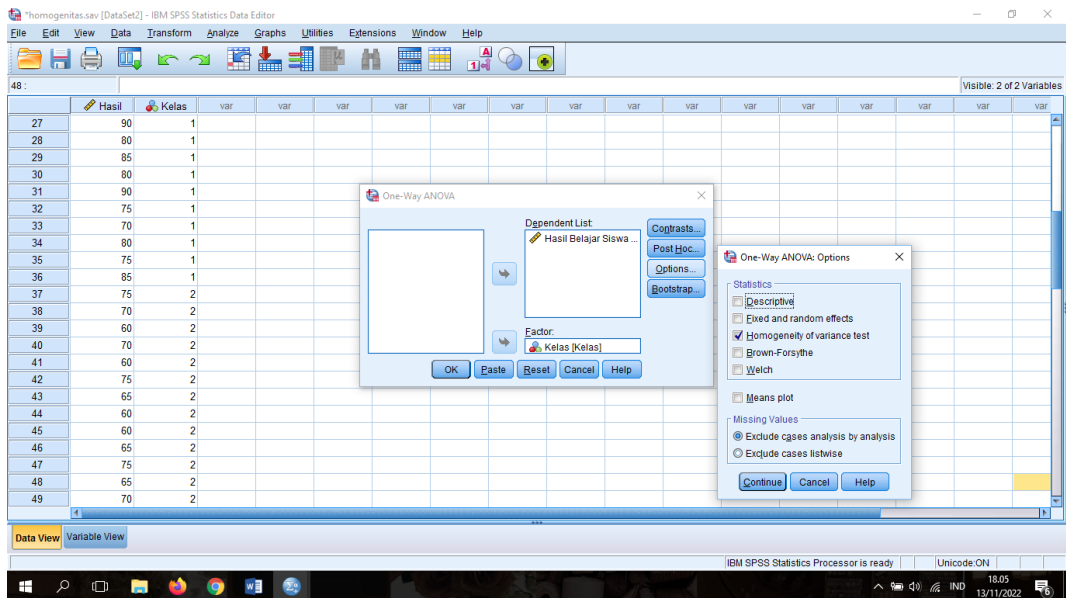 *homogenitas.sav [DataSet2] - IBM SPSS Statistics Data Editor
File Edit View Data Transform Analyze Graphs Utilities Extensions Window Help
48 :
Visible: 2 of 2 Variables
Hasil Kelas var var var var var var var var var var var var var var var
27 90 1
28 80 1
29 85 1
30 80 1
31 90 1
32 75 1
33 70 1
34 80 1
35 75 1
36 85 1
37 75 2
38 70 2
39 60 2
40 70 2
41 60 2
42 75 2
43 65 2
44 60 2
45 60 2
46 65 2
47 75 2
48 65 2
49 70 2
One-Way ANOVA
Dependent List:
Hasil Belajar Siswa ...
Contrasts...
Post Hoc...
Options...
Bootstrap...
Factor:
Kelas [Kelas]
OK Paste Reset Cancel Help
One-Way ANOVA: Options
Statistics
Descriptive
Fixed and random effects
Homogeneity of variance test
Brown-Forsythe
Welch
Means plot
Missing Values
Exclude cases analysis by analysis
Exclude cases listwise
Continue Cancel Help
Data View Variable View
IBM SPSS Statistics Processor is ready Unicode:ON
IND
18.05
13/11/2022